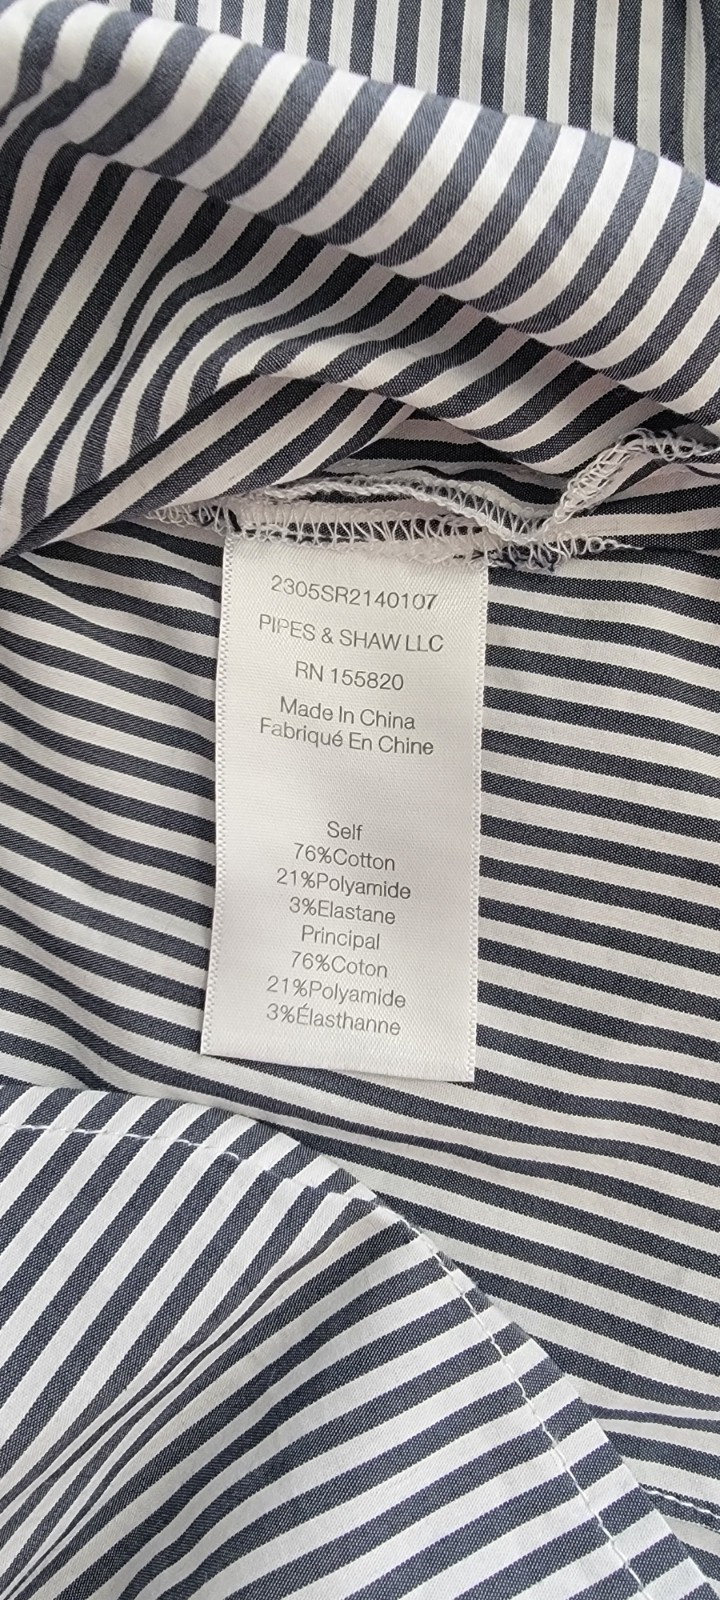 2305SR2140107
PIPES & SHAW LLC
RN 155820
Made In China
Fabriqué En Chine
Self
76%Cotton
21%Polyamide
3%Elastane
Principal
76%Coton
21%Polyamide
3%Élasthanne